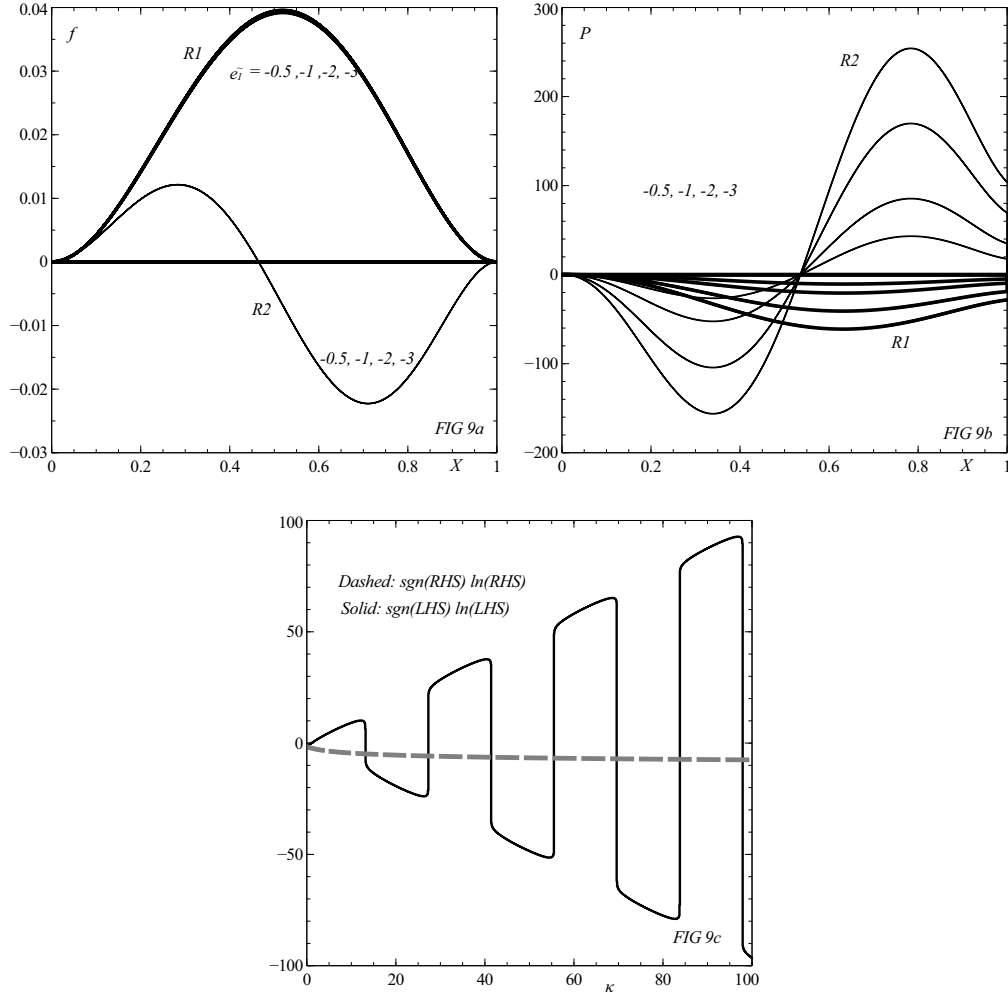 0.04
f
R1
e͂1 = -0.5 ,-1 ,-2, -3
0.04
0.02
0.01
0
R2
−0.01
-0.5, -1, -2, -3
−0.02
FIG 9a
−0.03
0
0.2
0.4
0.6
0.8
X
1
300
P
R2
200
-0.5, -1, -2, -3
100
0
R1
−100
FIG 9b
−200
0
0.2
0.4
0.6
0.8
X
1
100
Dashed: sgn(RHS) ln(RHS)
Solid: sgn(LHS) ln(LHS)
50
0
−50
FIG 9c
−100
0
20
40
60
80
100
κ